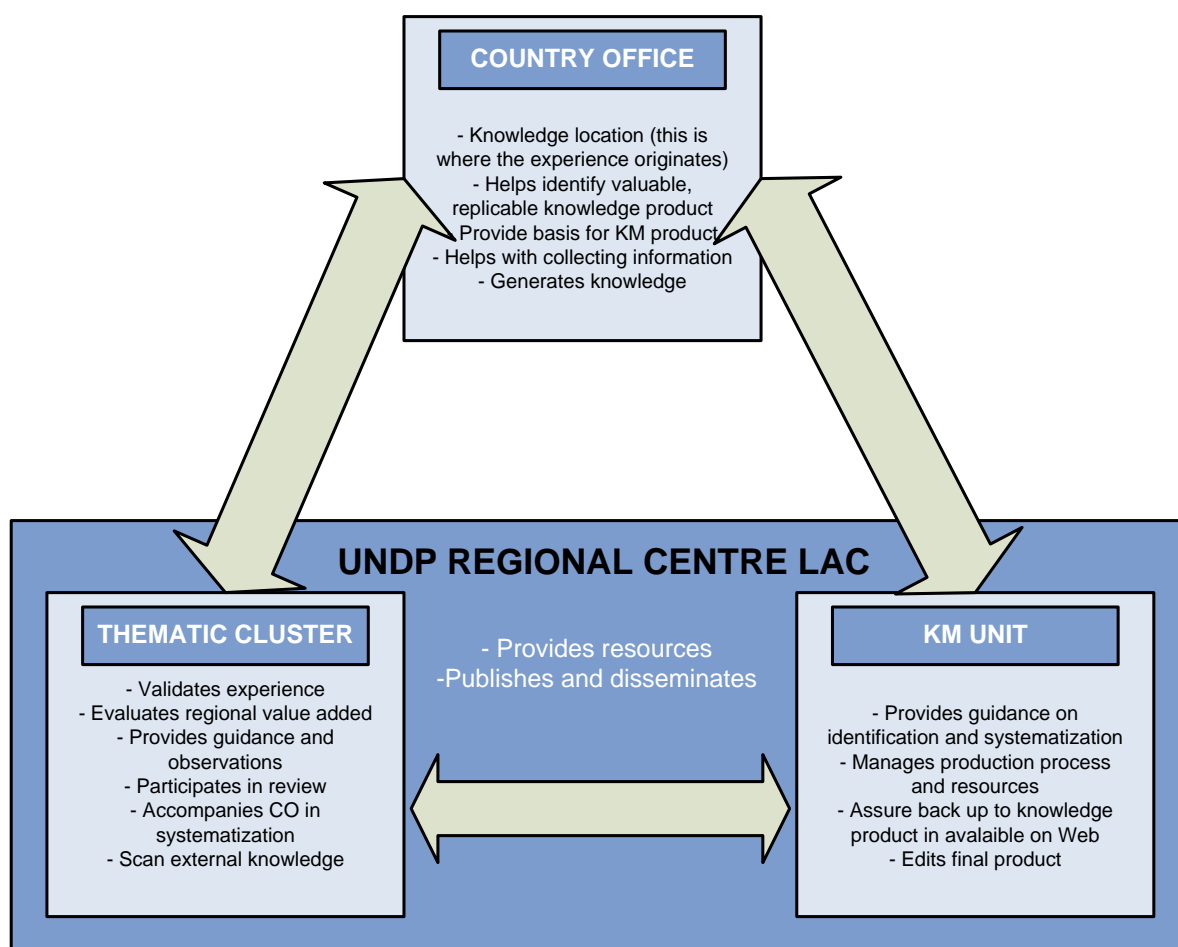 COUNTRY OFFICE
- Knowledge location (this is
where the experience originates)
- Helps identify valuable,
replicable knowledge product
Provide basis for KM product
- Helps with collecting information
- Generates knowledge
UNDP REGIONAL CENTRE LAC
- Provides resources
-Publishes and disseminates
THEMATIC CLUSTER
- Validates experience
- Evaluates regional value added
- Provides guidance and
observations
- Participates in review
- Accompanies CO in
systematization
- Scan external knowledge
KM UNIT
- Provides guidance on
identification and systematization
- Manages production process
and resources
- Assure back up to knowledge
product in avalaible on Web
- Edits final product